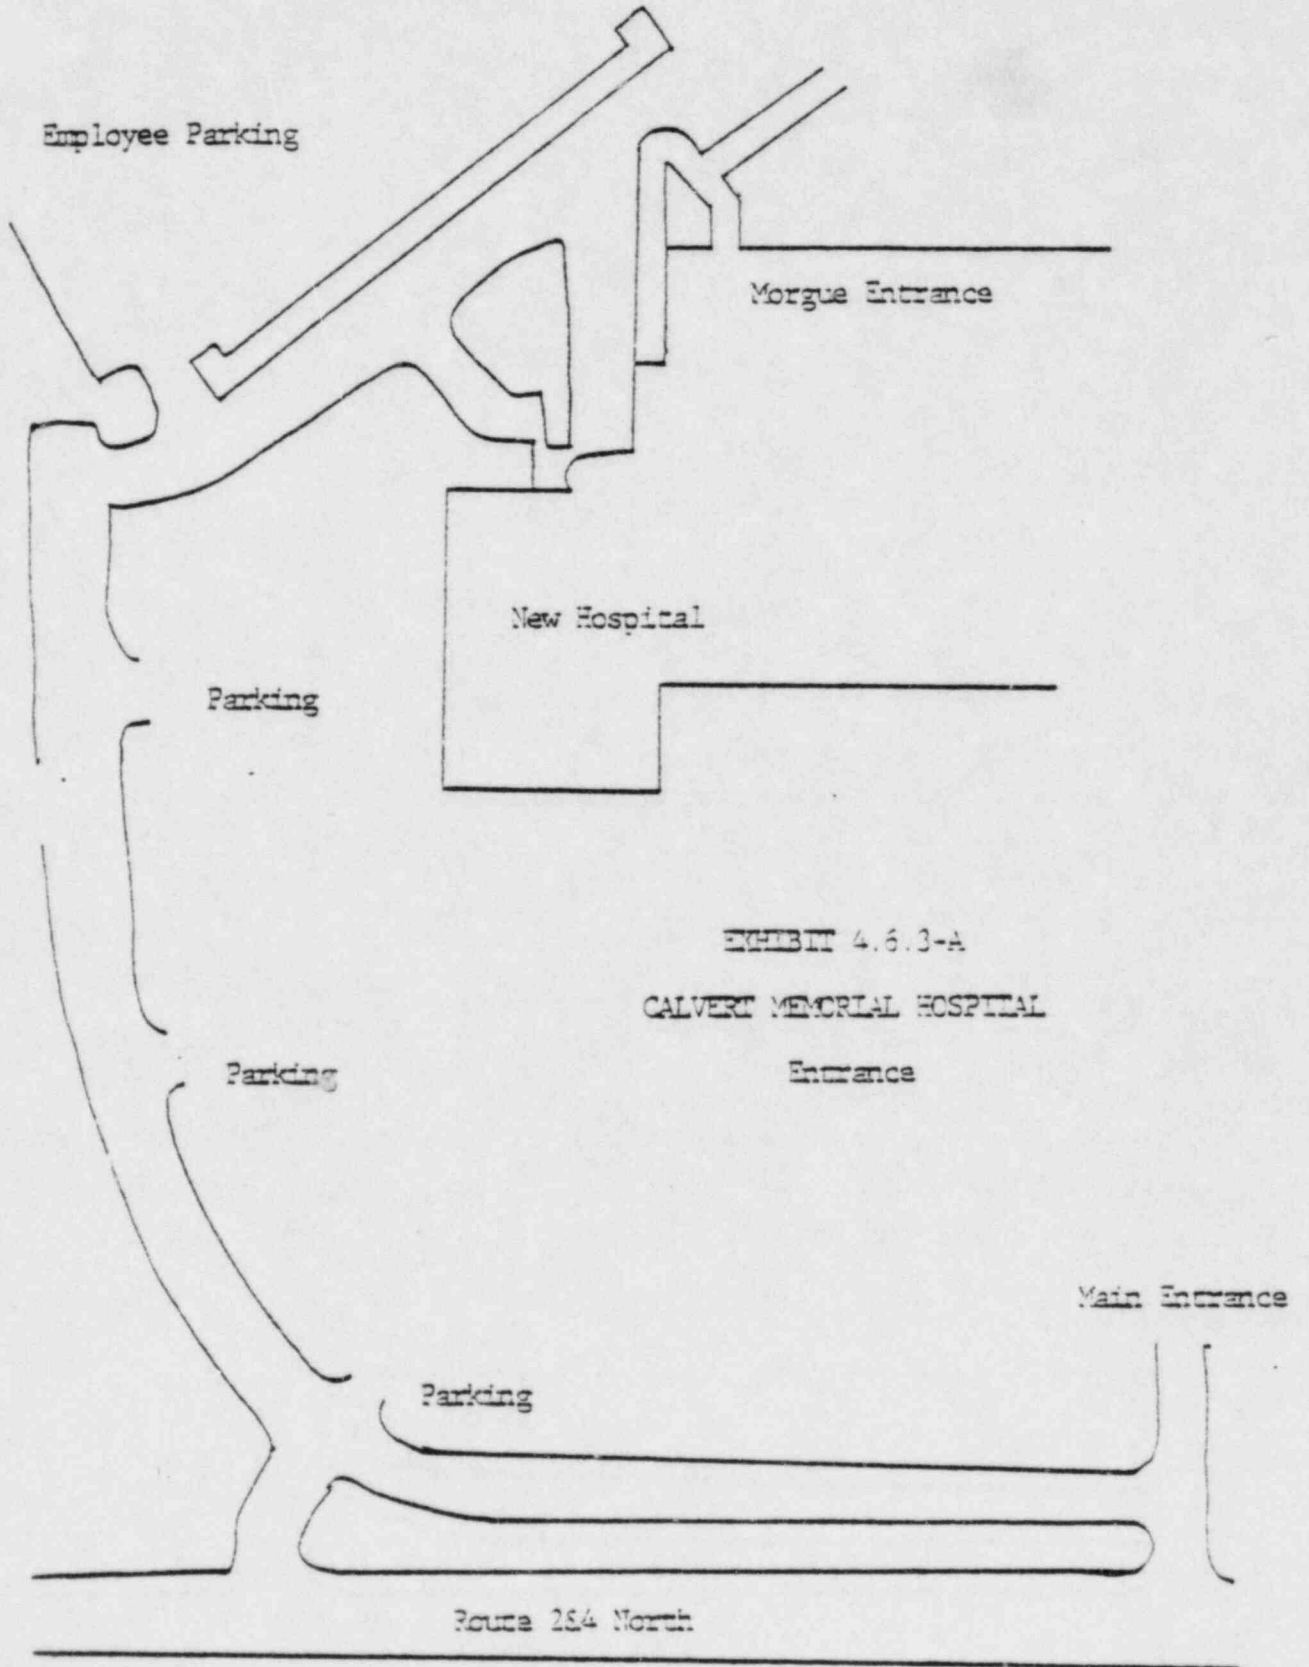 Employee Parking
Morgue Entrance
New Hospital
Parking
EXHIBIT 4.6.3-A
CALVERT MEMORIAL HOSPITAL
Entrance
Parking
Main Entrance
Parking
Route 2&4 North